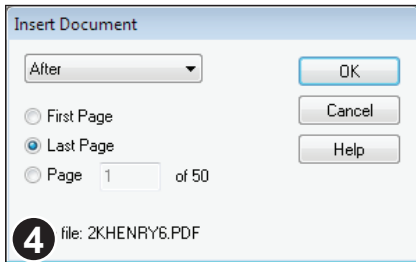 Insert Document
After
OK
First Page
Cancel
Last Page
Help
Page 1 of 50
4 file: 2KHENRY6.PDF